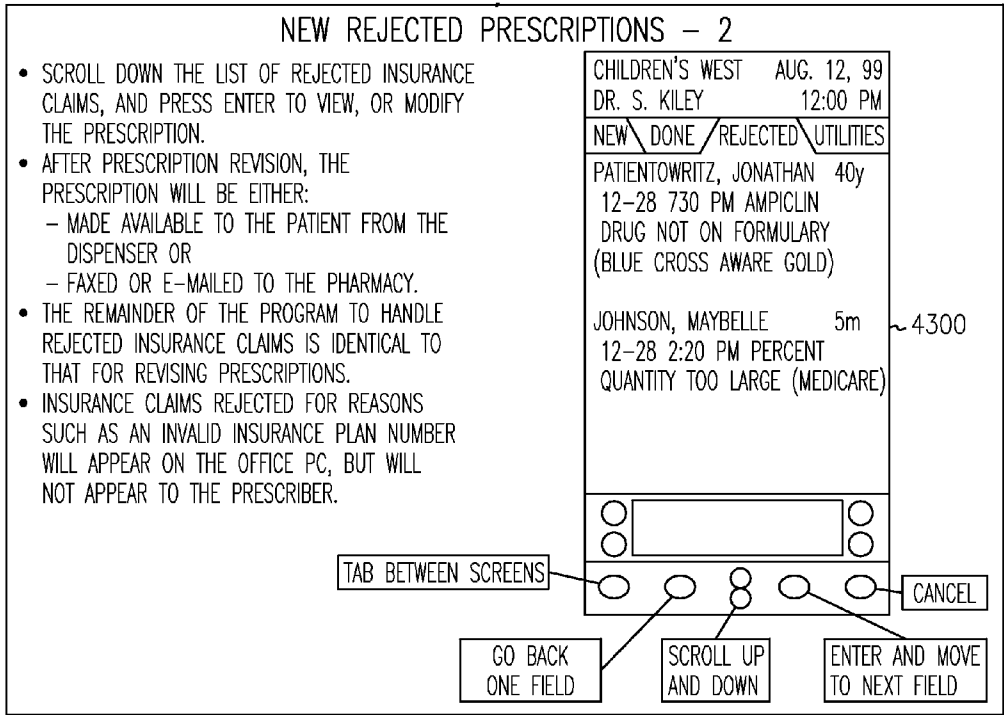 NEW REJECTED PRESCRIPTIONS – 2
• SCROLL DOWN THE LIST OF REJECTED INSURANCE
CLAIMS, AND PRESS ENTER TO VIEW, OR MODIFY
THE PRESCRIPTION.
• AFTER PRESCRIPTION REVISION, THE
PRESCRIPTION WILL BE EITHER:
– MADE AVAILABLE TO THE PATIENT FROM THE
DISPENSER OR
– FAXED OR E–MAILED TO THE PHARMACY.
• THE REMAINDER OF THE PROGRAM TO HANDLE
REJECTED INSURANCE CLAIMS IS IDENTICAL TO
THAT FOR REVISING PRESCRIPTIONS.
• INSURANCE CLAIMS REJECTED FOR REASONS
SUCH AS AN INVALID INSURANCE PLAN NUMBER
WILL APPEAR ON THE OFFICE PC, BUT WILL
NOT APPEAR TO THE PRESCRIBER.
CHILDREN'S WEST AUG. 12, 99
DR. S. KILEY 12:00 PM
NEW DONE REJECTED UTILITIES
PATIENTOWRITZ, JONATHAN 40y
12–28 730 PM AMPICLIN
DRUG NOT ON FORMULARY
(BLUE CROSS AWARE GOLD)
JOHNSON, MAYBELLE 5m
12–28 2:20 PM PERCENT
QUANTITY TOO LARGE (MEDICARE)
4300
TAB BETWEEN SCREENS
CANCEL
GO BACK
ONE FIELD
SCROLL UP
AND DOWN
ENTER AND MOVE
TO NEXT FIELD